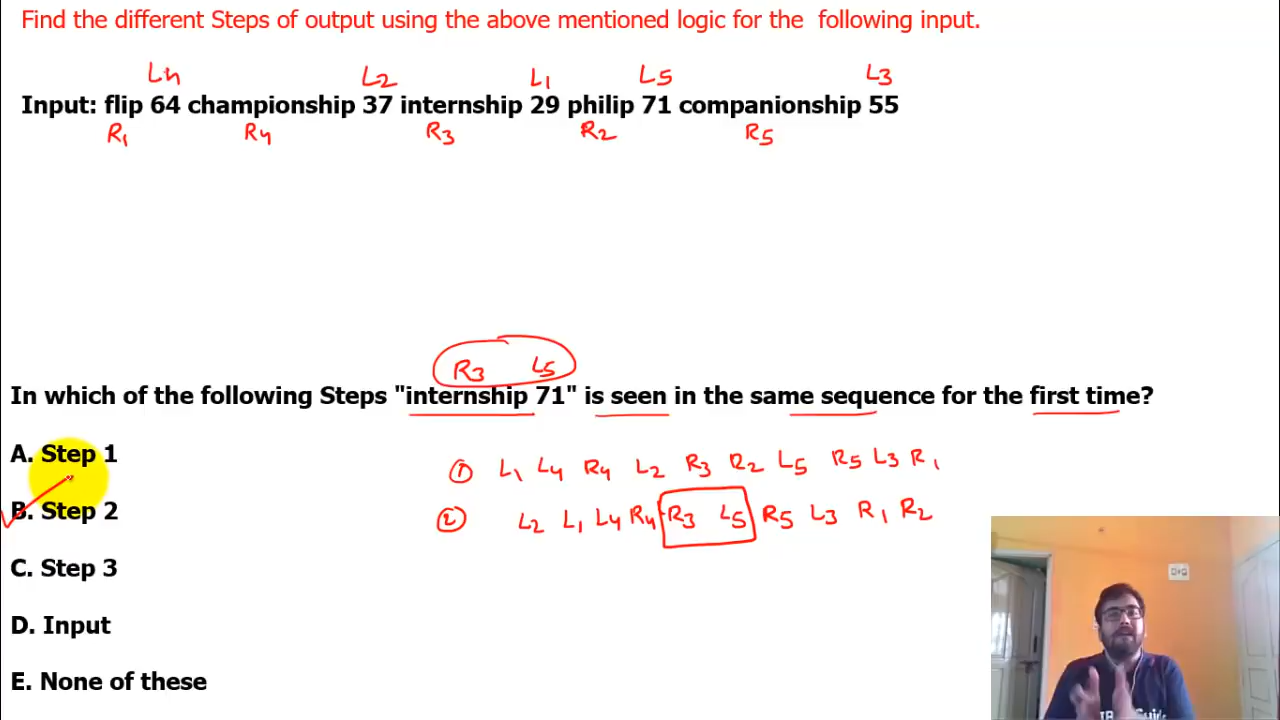 Find the different Steps of output using the above mentioned logic for the following input.
L4 L2 L1 L5 L3
Input: flip 64 championship 37 internship 29 philip 71 companionship 55
R1 R4 R3 R2 R5
R3 L5
In which of the following Steps "internship 71" is seen in the same sequence for the first time?
A. Step 1
① L1 L4 R4 L2 R3 R2 L5 R5 L3 R1
B. Step 2
② L2 L1 L4 R4 R3 L5 R5 L3 R1 R2
C. Step 3
D. Input
E. None of these